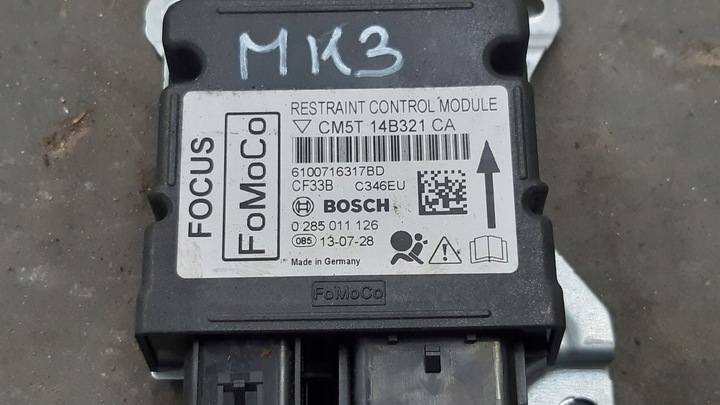 MK3
FOCUS
FoMoCo
RESTRAINT CONTROL MODULE
CM5T 14B321 CA
6100716317BD
CF33B C346EU
BOSCH
0 285 011 126
085 13-07-28
Made in Germany
FoMoCo